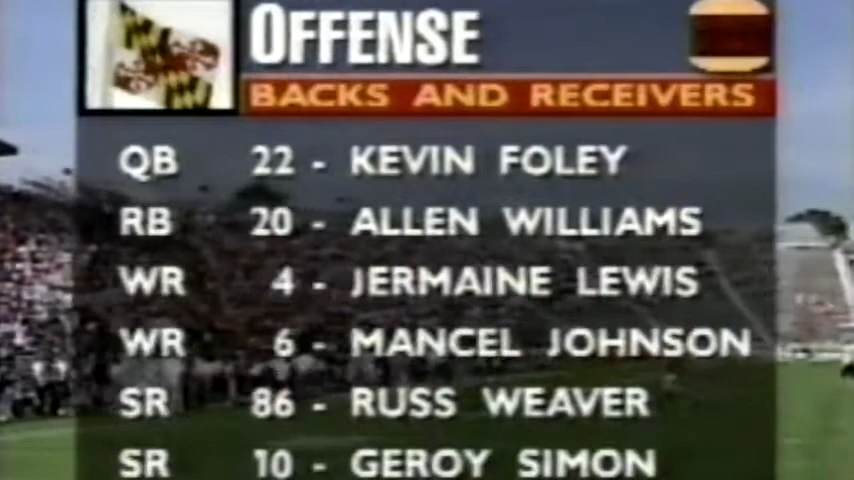 OFFENSE
BACKS AND RECEIVERS
QB 22 - KEVIN FOLEY
RB 20 - ALLEN WILLIAMS
WR 4 - JERMAINE LEWIS
WR 6 - MANCEL JOHNSON
SR 86 - RUSS WEAVER
SR 10 - GEROY SIMON